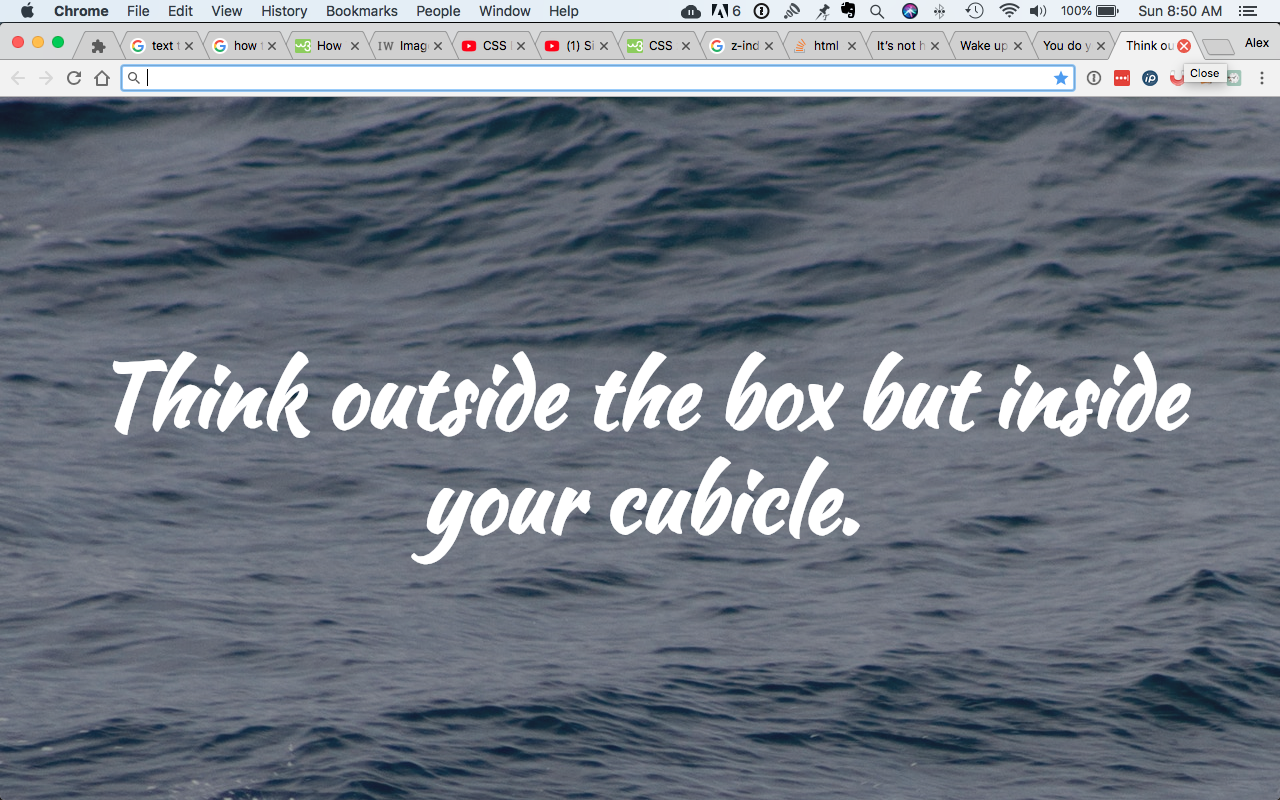 Chrome File Edit View History Bookmarks People Window Help 6 100% Sun 8:50 AM
text how How Imag CSS (1) Si CSS z-ind html It's not h Wake up You do y Think ou Alex
Close
Think outside the box but inside
your cubicle.